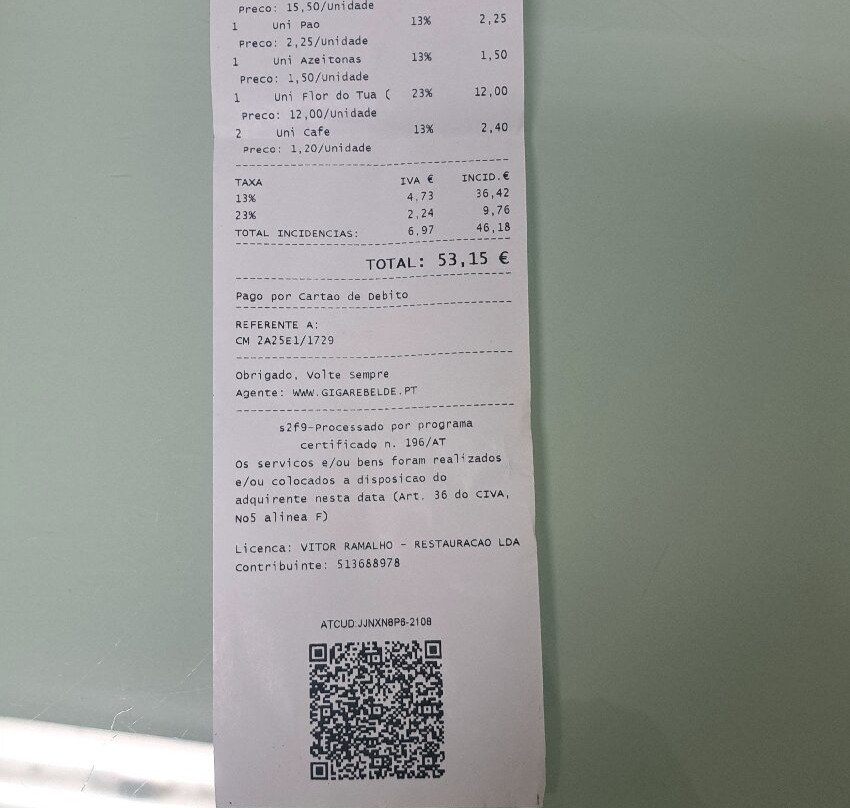 Preco: 15,50/Unidade
1 Uni Pao 13% 2,25
Preco: 2,25/Unidade
1 Uni Azeitonas 13% 1,50
Preco: 1,50/Unidade
1 Uni Flor do Tua ( 23% 12,00
Preco: 12,00/Unidade
2 Uni Cafe 13% 2,40
Preco: 1,20/Unidade
TAXA IVA € INCID.€
13% 4,73 36,42
23% 2,24 9,76
TOTAL INCIDENCIAS: 6,97 46,18
TOTAL: 53,15 €
Pago por Cartao de Debito
REFERENTE A:
CM 2A25E1/1729
Obrigado, Volte Sempre
Agente: WWW.GIGAREBELDE.PT
s2f9-Processado por programa
certificado n. 196/AT
Os servicos e/ou bens foram realizados
e/ou colocados a disposicao do
adquirente nesta data (Art. 36 do CIVA,
No5 alinea F)
Licenca: VITOR RAMALHO - RESTAURACAO LDA
Contribuinte: 513688978
ATCUD:JJNXN8P6-2108